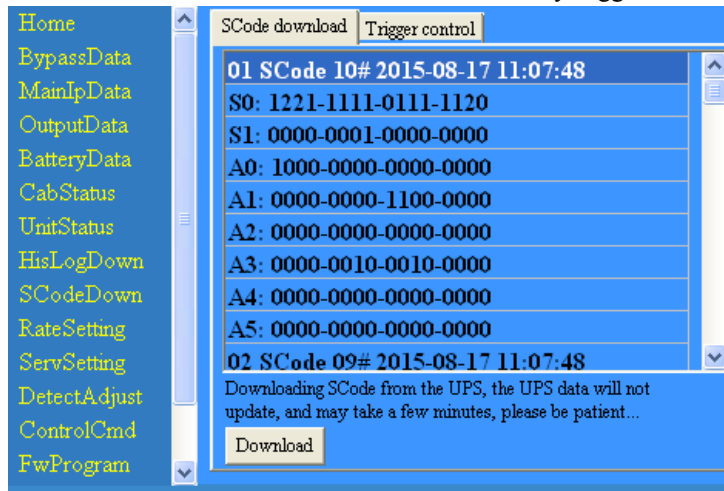 Home
BypassData
MainIpData
OutputData
BatteryData
CabStatus
UnitStatus
HisLogDown
SCodeDown
RateSetting
ServSetting
DetectAdjust
ControlCmd
FwProgram
SCode download
Trigger control
01 SCode 10# 2015-08-17 11:07:48
S0: 1221-1111-0111-1120
S1: 0000-0001-0000-0000
A0: 1000-0000-0000-0000
A1: 0000-0000-1100-0000
A2: 0000-0000-0000-0000
A3: 0000-0010-0010-0000
A4: 0000-0000-0000-0000
A5: 0000-0000-0000-0000
02 SCode 09# 2015-08-17 11:07:48
Downloading SCode from the UPS, the UPS data will not
update, and may take a few minutes, please be patient...
Download